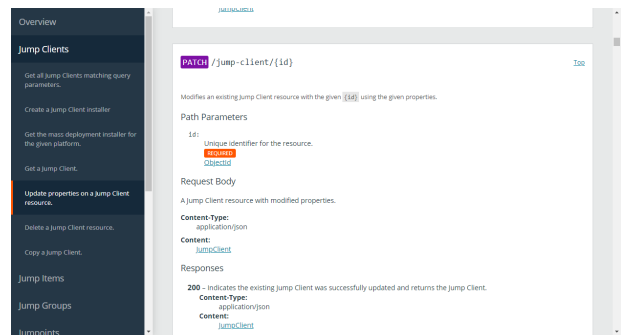 Overview
Jump Clients
Get all Jump Clients matching query
parameters.
Create a Jump Client installer
Get the mass deployment installer for
the given platform.
Get a Jump Client.
Update properties on a Jump Client
resource.
Delete a Jump Client resource.
Copy a Jump Client.
Jump Items
Jump Groups
Jumpoints
JumpClient
PATCH /jump-client/{id}
Top
Modifies an existing Jump Client resource with the given {id} using the given properties.
Path Parameters
id:
Unique identifier for the resource.
REQUIRED
ObjectId
Request Body
A Jump Client resource with modified properties.
Content-Type:
application/json
Content:
JumpClient
Responses
200 – Indicates the existing Jump Client was successfully updated and returns the Jump Client.
Content-Type:
application/json
Content:
JumpClient